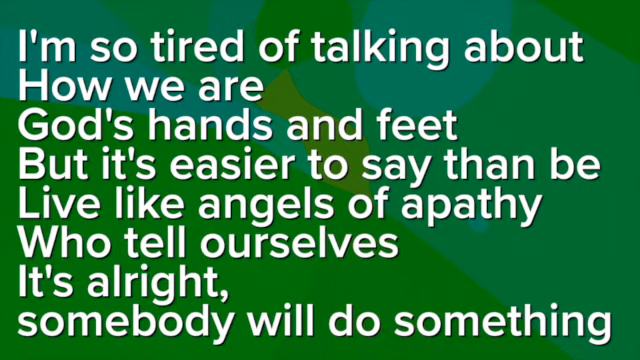 I'm so tired of talking about
How we are
God's hands and feet
But it's easier to say than be
Live like angels of apathy
Who tell ourselves
It's alright,
somebody will do something